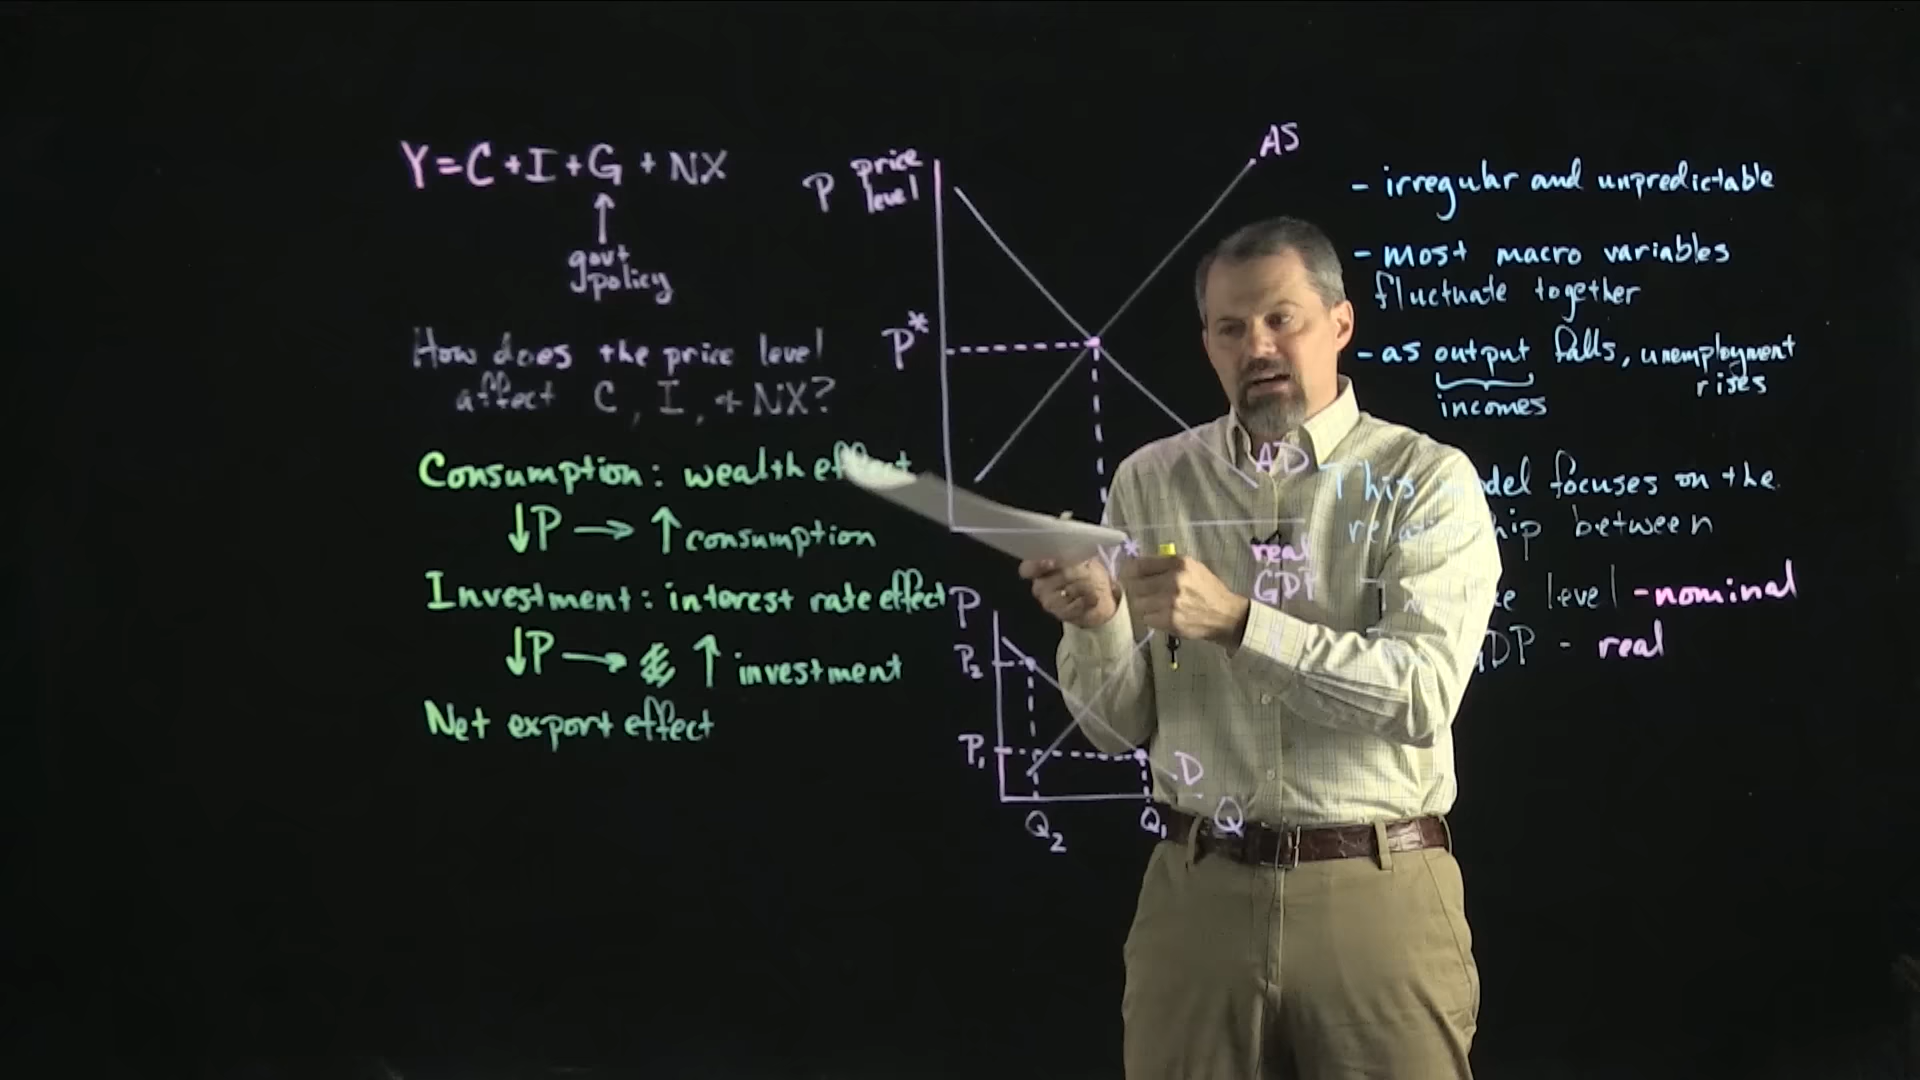 Y=C+I+G+NX
↑
govt
policy
How does the price level
affect C, I, + NX?
Consumption: wealth effect
↓P → ↑ consumption
Investment: interest rate effect
↓P → ↑ investment
Net export effect
P price
level
AS
P*
AD
Y*
real
GDP
P
P2
P1
D
Q2
Q1
Q
- irregular and unpredictable
- most macro variables
fluctuate together
- as output falls, unemployment
rises
incomes
This focuses on the
between
level - nominal
GDP - real